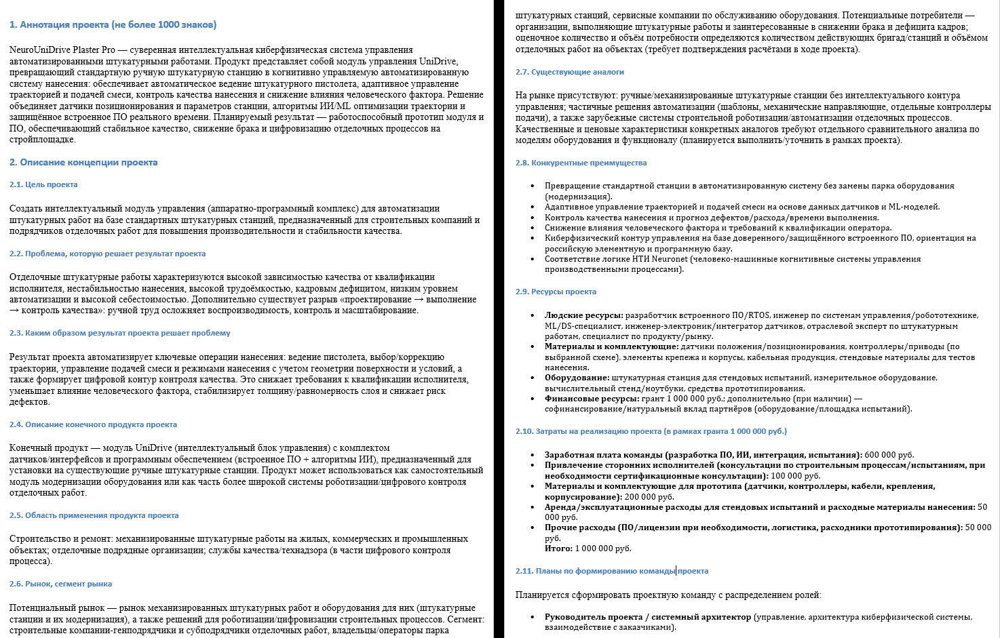 1. Аннотация проекта (не более 1000 знаков)
NeuroUniDrive Plaster Pro — суверенная интеллектуальная киберфизическая система управления
автоматизированными штукатурными работами. Продукт представляет собой модуль управления UniDrive,
превращающий стандартную ручную штукатурную станцию в когнитивно управляемую автоматизированную
систему нанесения: обеспечивает автоматическое ведение штукатурного пистолета, адаптивное управление
траекторией и подачей смеси, контроль качества нанесения и снижение влияния человеческого фактора. Решение
объединяет датчики позиционирования и параметров станции, алгоритмы ИИ/ML оптимизации траектории и
защищённое встроенное ПО реального времени. Планируемый результат — работоспособный прототип модуля и
ПО, обеспечивающий стабильное качество, снижение брака и цифровизацию отделочных процессов на
стройплощадке.
2. Описание концепции проекта
2.1. Цель проекта
Создать интеллектуальный модуль управления (аппаратно-программный комплекс) для автоматизации
штукатурных работ на базе стандартных штукатурных станций, предназначенный для строительных компаний и
подрядчиков отделочных работ для повышения производительности и стабильности качества.
2.2. Проблема, которую решает результат проекта
Отделочные штукатурные работы характеризуются высокой зависимостью качества от квалификации
исполнителя, нестабильностью нанесения, высокой трудоёмкостью, кадровым дефицитом, низким уровнем
автоматизации и высокой себестоимостью. Дополнительно существует разрыв «проектирование → выполнение
→ контроль качества»: ручной труд осложняет воспроизводимость, контроль и масштабирование.
2.3. Каким образом результат проекта решает проблему
Результат проекта автоматизирует ключевые операции нанесения: ведение пистолета, выбор/коррекцию
траектории, управление подачей смеси и режимами нанесения с учетом геометрии поверхности и условий, а
также формирует цифровой контур контроля качества. Это снижает требования к квалификации исполнителя,
уменьшает влияние человеческого фактора, стабилизирует толщину/равномерность слоя и снижает риск
дефектов.
2.4. Описание конечного продукта проекта
Конечный продукт — модуль UniDrive (интеллектуальный блок управления) с комплектом
датчиков/интерфейсов и программным обеспечением (встроенное ПО + алгоритмы ИИ), предназначенный для
установки на существующие ручные штукатурные станции. Продукт может использоваться как самостоятельный
модуль модернизации оборудования или как часть более широкой системы роботизации/цифрового контроля
отделочных работ.
2.5. Область применения продукта проекта
Строительство и ремонт: механизированные штукатурные работы на жилых, коммерческих и промышленных
объектах; отделочные подрядные организации; службы качества/технадзора (в части цифрового контроля
процесса).
2.6. Рынок, сегмент рынка
Потенциальный рынок — рынок механизированных штукатурных работ и оборудования для них (штукатурные
станции и их модернизация), а также решений для роботизации/цифровизации строительных процессов. Сегмент:
строительные компании-генподрядчики и субподрядчики отделочных работ, владельцы/операторы парка
штукатурных станций, сервисные компании по обслуживанию оборудования. Потенциальные потребители —
организации, выполняющие штукатурные работы и заинтересованные в снижении брака и дефицита кадров;
оценочное количество и объём потребности определяются количеством действующих бригад/станций и объёмом
отделочных работ на объектах (требует подтверждения расчётами в ходе проекта).
2.7. Существующие аналоги
На рынке присутствуют: ручные/механизированные штукатурные станции без интеллектуального контура
управления; частичные решения автоматизации (шаблоны, механические направляющие, отдельные контроллеры
подачи), а также зарубежные системы строительной роботизации/автоматизации отделочных процессов.
Качественные и ценовые характеристики конкретных аналогов требуют отдельного сравнительного анализа по
моделям оборудования и функционалу (планируется выполнить/уточнить в рамках проекта).
2.8. Конкурентные преимущества
• Превращение стандартной станции в автоматизированную систему без замены парка оборудования
(модернизация).
• Адаптивное управление траекторией и подачей смеси на основе данных датчиков и ML-моделей.
• Контроль качества нанесения и прогноз дефектов/расхода/времени выполнения.
• Снижение влияния человеческого фактора и требований к квалификации оператора.
• Киберфизический контур управления на базе доверенного/защищённого встроенного ПО, ориентация на
российскую элементную и программную базу.
• Соответствие логике НТИ Neuronet (человеко-машинные когнитивные системы управления
производственными процессами).
2.9. Ресурсы проекта
• Людские ресурсы: разработчик встроенного ПО/RTOS, инженер по системам управления/робототехнике,
ML/DS-специалист, инженер-электроник/интегратор датчиков, отраслевой эксперт по штукатурным
работам, специалист по продукту/рынку.
• Материалы и комплектующие: датчики положения/позиционирования, контроллеры/приводы (по
выбранной схеме), элементы крепежа и корпусы, кабельная продукция, стендовые материалы для тестов
нанесения.
• Оборудование: штукатурная станция для стендовых испытаний, измерительное оборудование,
вычислительный стенд/ноутбуки, средства прототипирования.
• Финансовые ресурсы: грант 1 000 000 руб.; дополнительно (при наличии) —
софинансирование/натуральный вклад партнёров (оборудование/площадка испытаний).
2.10. Затраты на реализацию проекта (в рамках гранта 1 000 000 руб.)
• Заработная плата команды (разработка ПО, ИИ, интеграция, испытания): 600 000 руб.
• Привлечение сторонних исполнителей (консультации по строительным процессам/испытаниям, при
необходимости сертификационные консультации): 100 000 руб.
• Материалы и комплектующие для прототипа (датчики, контроллеры, кабели, крепления,
корпусирование): 200 000 руб.
• Аренда/эксплуатационные расходы для стендовых испытаний и расходные материалы нанесения: 50
000 руб.
• Прочие расходы (ПО/лицензии при необходимости, логистика, расходники прототипирования): 50 000
руб.
Итого: 1 000 000 руб.
2.11. Планы по формированию команды проекта
Планируется сформировать проектную команду с распределением ролей:
• Руководитель проекта / системный архитектор (управление, архитектура киберфизической системы,
взаимодействие с заказчиками).